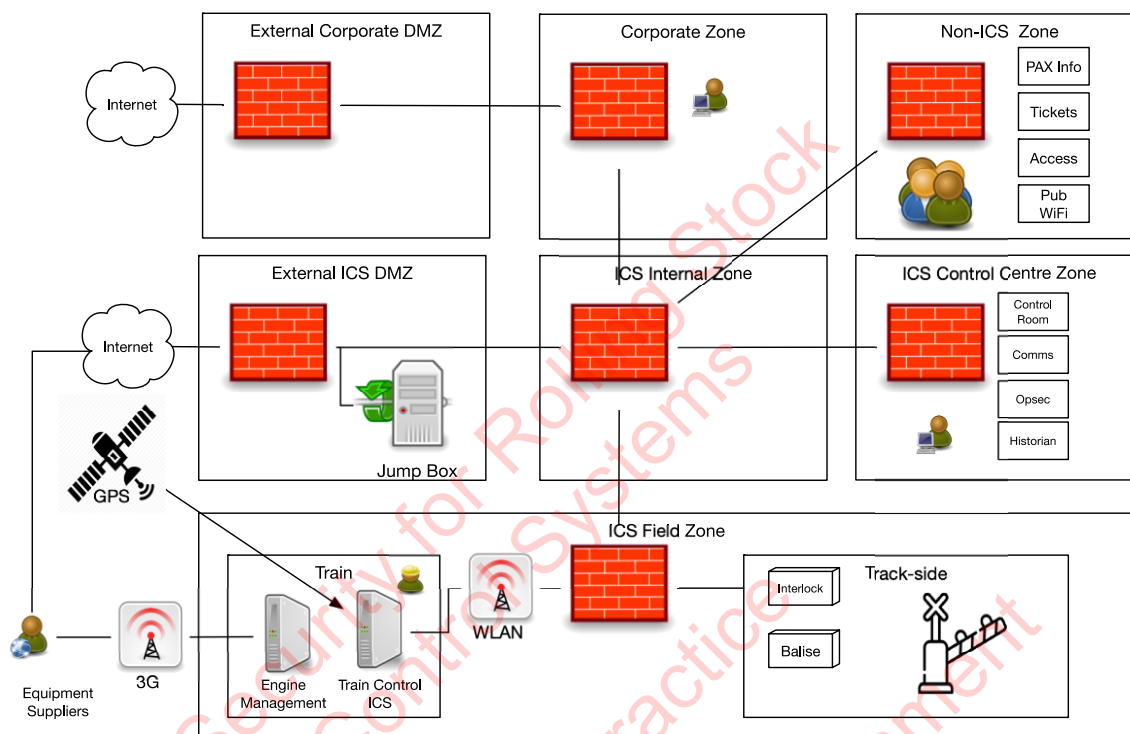 External Corporate DMZ
Corporate Zone
Non-ICS Zone
Internet
PAX Info
Tickets
Access
Pub
WiFi
External ICS DMZ
ICS Internal Zone
ICS Control Centre Zone
Internet
Control
Room
Comms
Opsec
Historian
Jump Box
GPS
ICS Field Zone
Train
Track-side
WLAN
Interlock
Balise
3G
Engine
Management
Train Control
ICS
Equipment
Suppliers
Security for Rolling Stock
Control Systems
ractice
ment